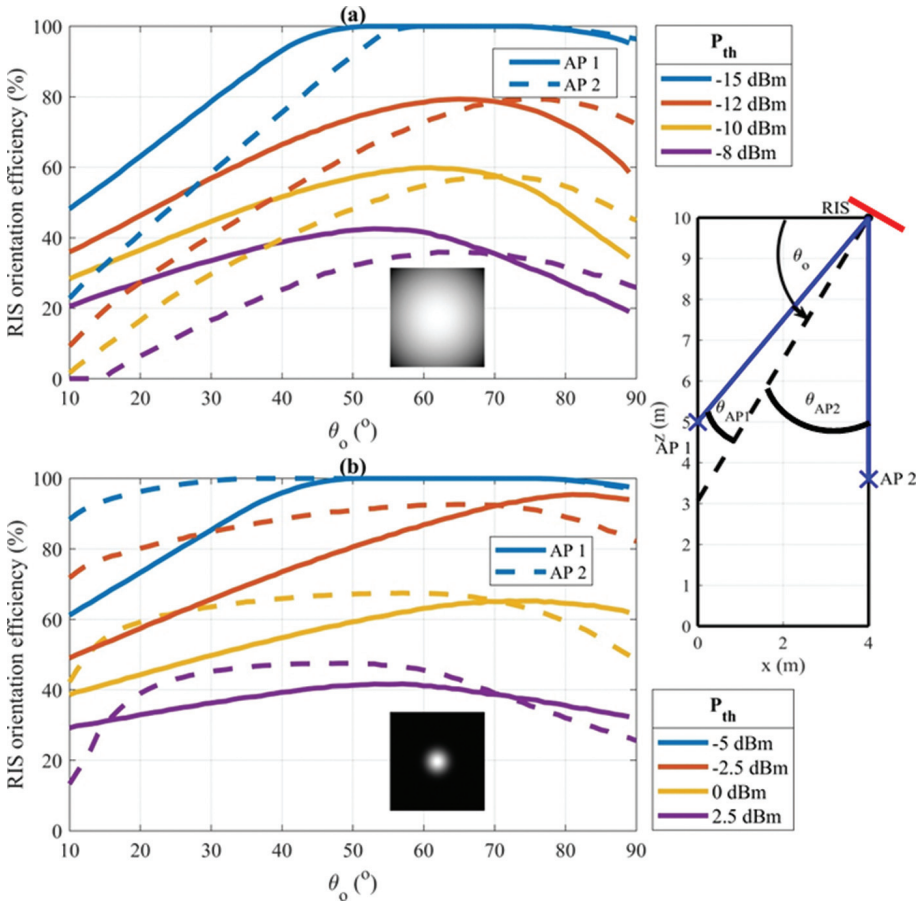 (a)
RIS orientation efficiency (%)
100
80
60
40
20
0
10 20 30 40 50 60 70 80 90
θo (o)
AP 1
AP 2
Pth
-15 dBm
-12 dBm
-10 dBm
-8 dBm
(b)
RIS orientation efficiency (%)
100
80
60
40
20
0
10 20 30 40 50 60 70 80 90
θo (o)
AP 1
AP 2
RIS
θo
θAP1
θAP2
AP 1
AP 2
z (m)
10
9
8
7
6
5
4
3
2
1
0
0 2 4
x (m)
Pth
-5 dBm
-2.5 dBm
0 dBm
2.5 dBm